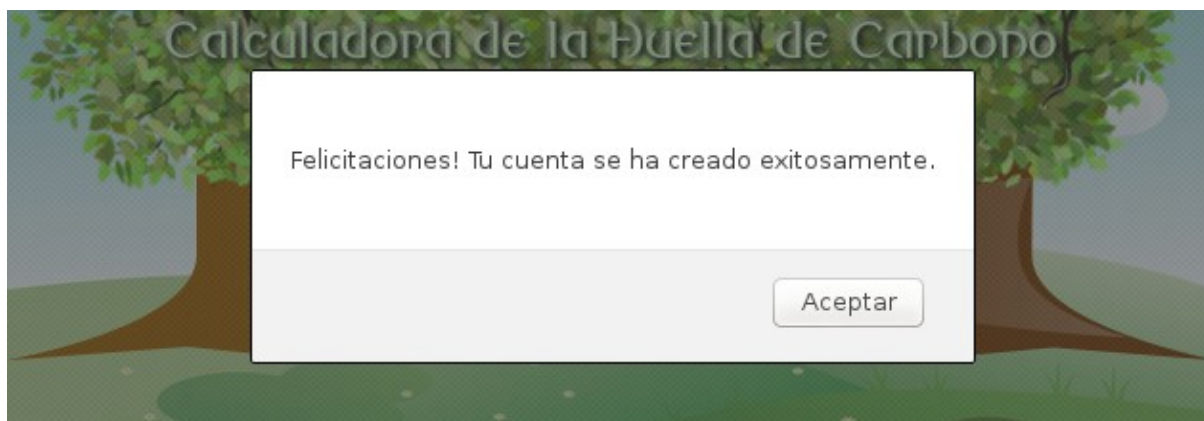 Calculadora de la Huella de Carbono
Felicitaciones! Tu cuenta se ha creado exitosamente.
Aceptar